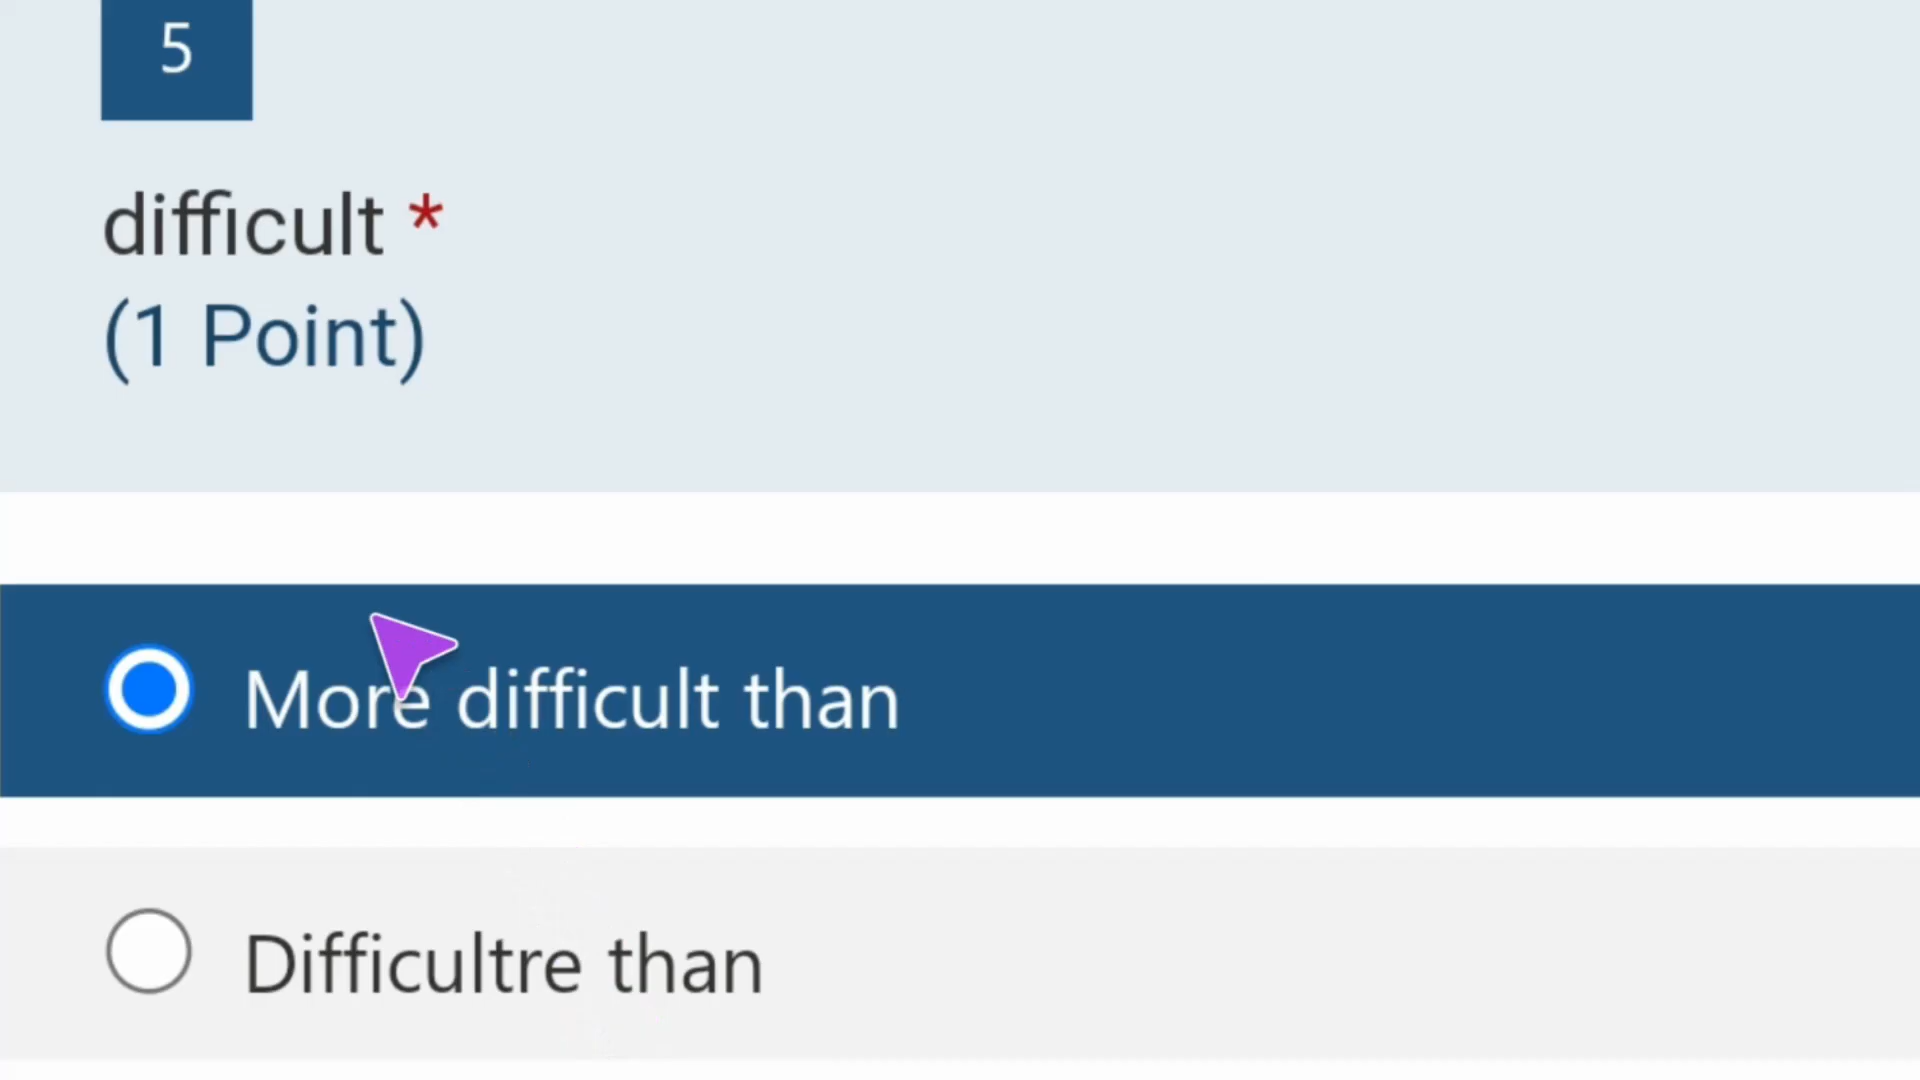 5
difficult *
(1 Point)
More difficult than
Difficultre than